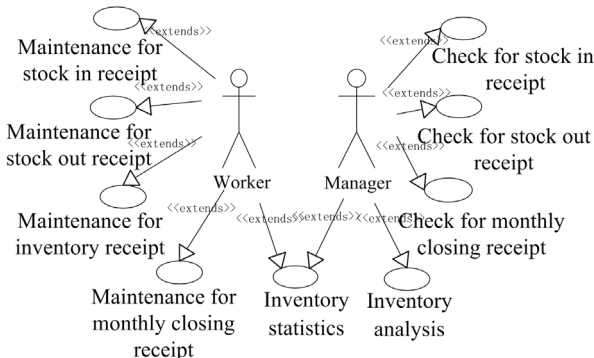 <<extends>>
Maintenance for
stock in receipt
<<extends>>
Maintenance for
stock out receipt
<<extends>>
Maintenance for
inventory receipt
Worker
<<extends>>
Maintenance for
monthly closing
receipt
<<extends>>
Inventory
statistics
<<extends>>
Check for stock in
receipt
<<extends>>
Check for stock out
receipt
<<extends>>
Check for monthly
closing receipt
Manager
<<extends>>
<<extends>>
Inventory
analysis